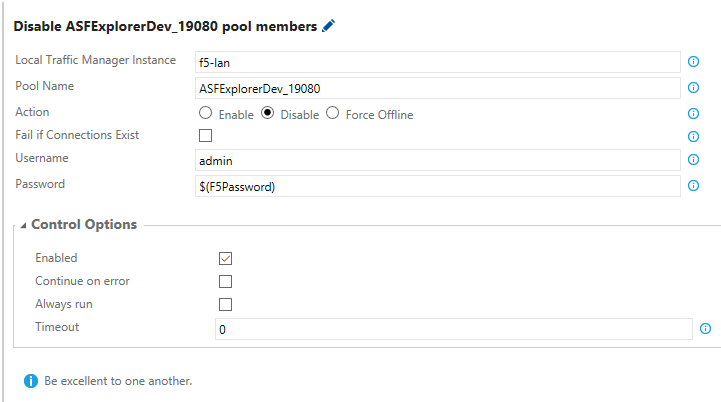 Disable ASFExplorerDev_19080 pool members
Local Traffic Manager Instance f5-lan
Pool Name ASFExplorerDev_19080
Action Enable Disable Force Offline
Fail if Connections Exist
Username admin
Password $(F5Password)
Control Options
Enabled
Continue on error
Always run
Timeout 0
Be excellent to one another.